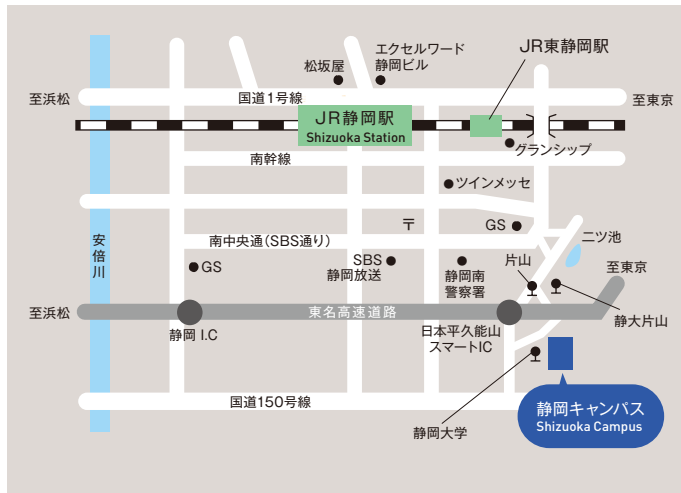 エクセルワード
静岡ビル
松坂屋
JR東静岡駅
至浜松
国道1号線
至東京
JR静岡駅
Shizuoka Station
グランシップ
南幹線
ツインメッセ
〒
GS
安倍川
南中央通(SBS通り)
二ツ池
GS
SBS
静岡放送
静岡南
警察署
片山
至東京
至浜松
東名高速道路
静岡 I.C
日本平久能山
スマートIC
静大片山
国道150号線
静岡大学
静岡キャンパス
Shizuoka Campus